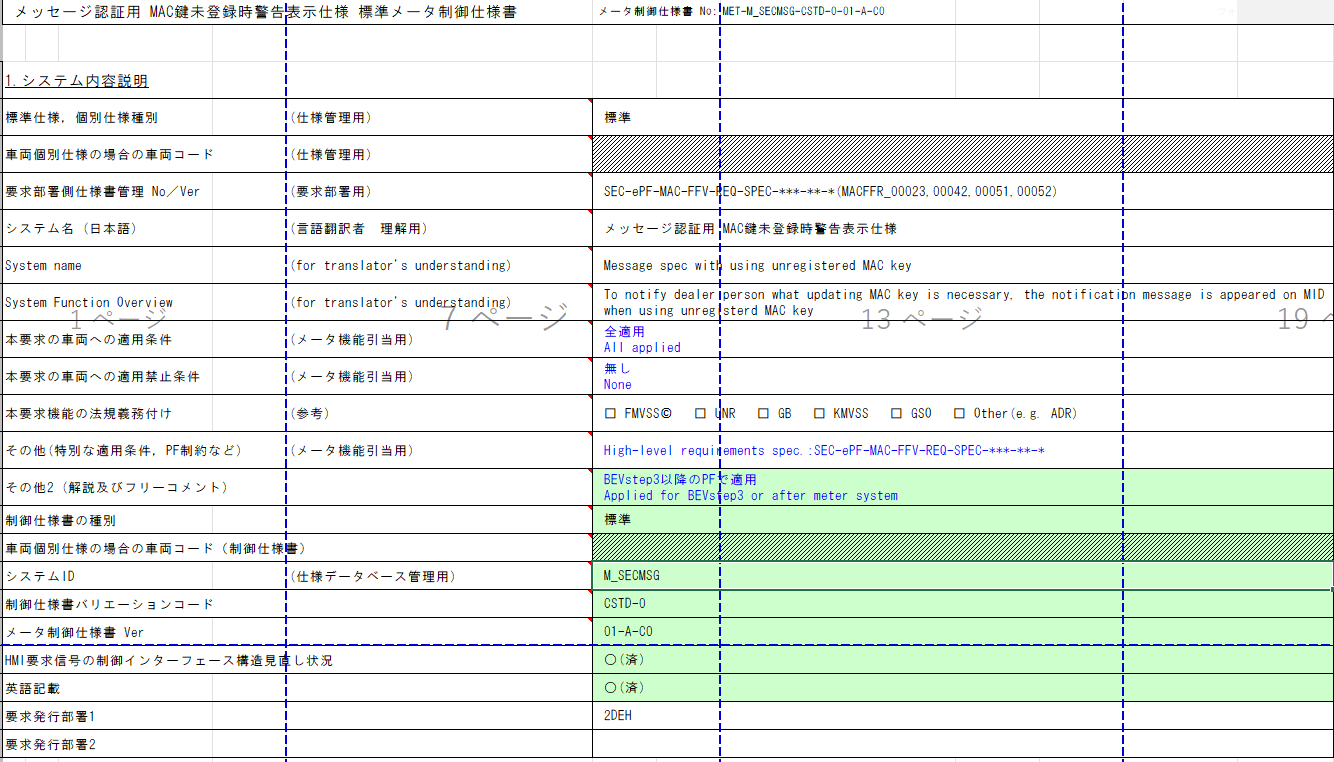 メッセージ認証用 MAC鍵未登録時警告表示仕様 標準メータ制御仕様書 メータ制御仕様書 No: MET-M_SECMSG-CSTD-0-01-A-C0
1. システム内容説明
標準仕様, 個別仕様種別 (仕様管理用) 標準
車両個別仕様の場合の車両コード (仕様管理用)
要求部署側仕様書管理 No／Ver (要求部署用) SEC-ePF-MAC-FFV-REQ-SPEC-***-**-*(MACFFR_00023,00042,00051,00052)
システム名 (日本語) (言語翻訳者 理解用) メッセージ認証用 MAC鍵未登録時警告表示仕様
System name (for translator's understanding) Message spec with using unregistered MAC key
System Function Overview (for translator's understanding) To notify dealer person what updating MAC key is necessary, the notification message is appeared on MID
when using unregisterd MAC key
1 ページ 7 ページ 13 ページ 19
本要求の車両への適用条件 (メータ機能引当用) 全適用
All applied
本要求の車両への適用禁止条件 (メータ機能引当用) 無し
None
本要求機能の法規義務付け (参考) □ FMVSS© □ UNR □ GB □ KMVSS □ GSO □ Other(e.g. ADR)
その他(特別な適用条件, PF制約など) (メータ機能引当用) High-level requirements spec.:SEC-ePF-MAC-FFV-REQ-SPEC-***-**-*
その他2 (解説及びフリーコメント) BEVstep3以降のPFで適用
Applied for BEVstep3 or after meter system
制御仕様書の種別 標準
車両個別仕様の場合の車両コード (制御仕様書)
システムID (仕様データベース管理用) M_SECMSG
制御仕様書バリエーションコード CSTD-0
メータ制御仕様書 Ver 01-A-C0
HMI要求信号の制御インターフェース構造見直し状況 ○(済)
英語記載 ○(済)
要求発行部署1 2DEH
要求発行部署2